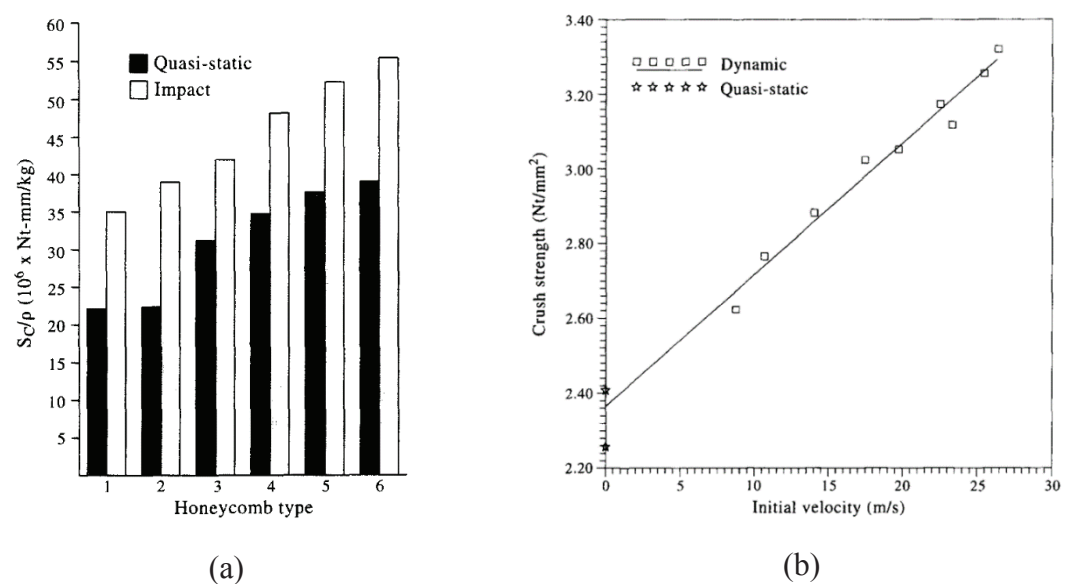 60
55
50
45
40
35
30
25
20
15
10
5
Quasi-static
Impact
S_C/ρ (10⁶ x Nt-mm/kg)
1 2 3 4 5 6
Honeycomb type
(a)
3.40
3.20
3.00
2.80
2.60
2.40
2.20
Dynamic
Quasi-static
Crush strength (Nt/mm²)
0 5 10 15 20 25 30
Initial velocity (m/s)
(b)